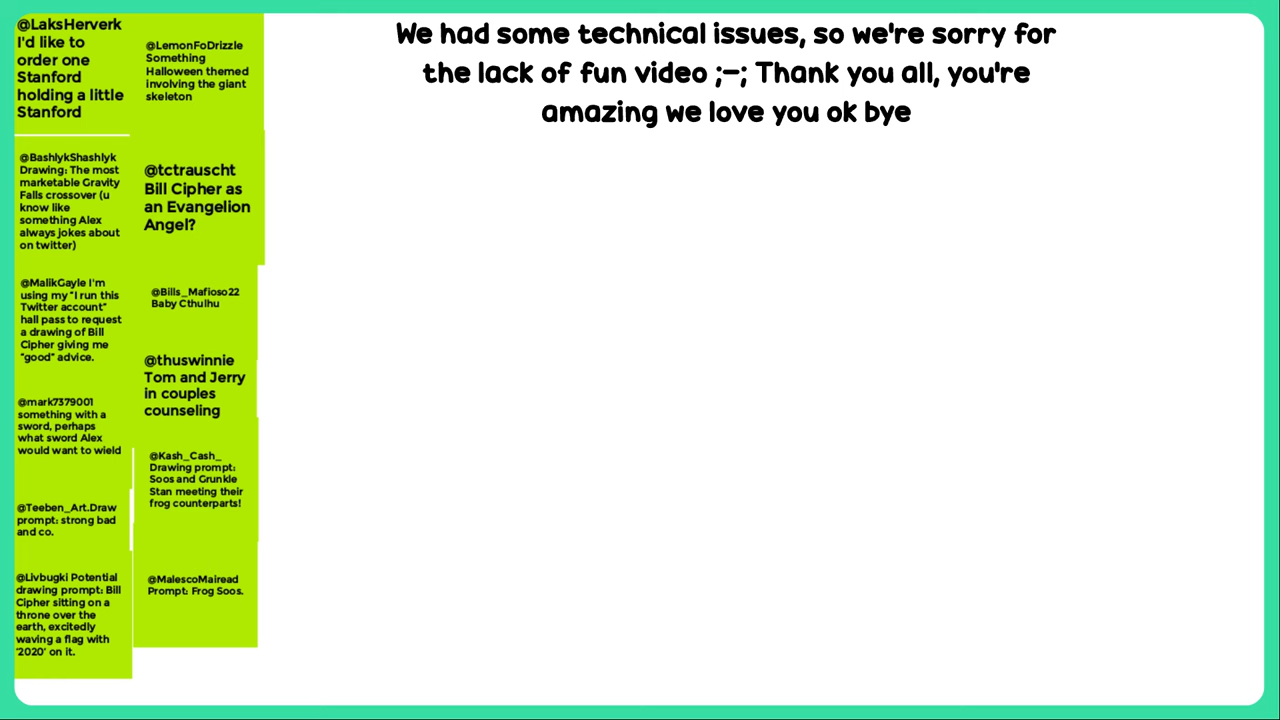 @LaksHerverk
I'd like to
order one
Stanford
holding a little
Stanford
@BashlykShashlyk
Drawing: The most
marketable Gravity
Falls crossover (u
know like
something Alex
always jokes about
on twitter)
@MalikGayle I'm
using my "I run this
Twitter account"
hall pass to request
a drawing of Bill
Cipher giving me
"good" advice.
@mark7379001
something with a
sword, perhaps
what sword Alex
would want to wield
@Teeben_Art.Draw
prompt: strong bad
and co.
@Livbugki Potential
drawing prompt: Bill
Cipher sitting on a
throne over the
earth, excitedly
waving a flag with
'2020' on it.
@LemonFoDrizzle
Something
Halloween themed
involving the giant
skeleton
@tctrauscht
Bill Cipher as
an Evangelion
Angel?
@Bills_Mafioso22
Baby Cthulhu
@thuswinnie
Tom and Jerry
in couples
counseling
@Kash_Cash_
Drawing prompt:
Soos and Grunkle
Stan meeting their
frog counterparts!
@MalescoMairead
Prompt: Frog Soos.
We had some technical issues, so we're sorry for
the lack of fun video ;-; Thank you all, you're
amazing we love you ok bye